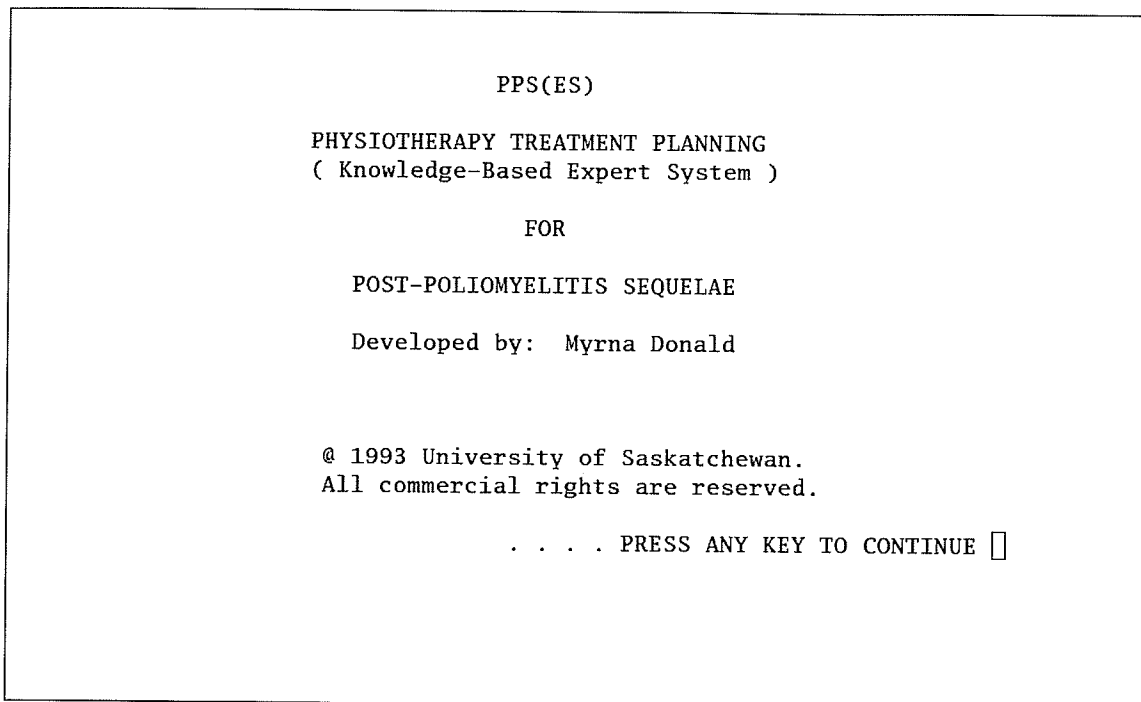 PPS(ES)
PHYSIOTHERAPY TREATMENT PLANNING
( Knowledge-Based Expert System )
FOR
POST-POLIOMYELITIS SEQUELAE
Developed by: Myrna Donald
@ 1993 University of Saskatchewan.
All commercial rights are reserved.
. . . . PRESS ANY KEY TO CONTINUE